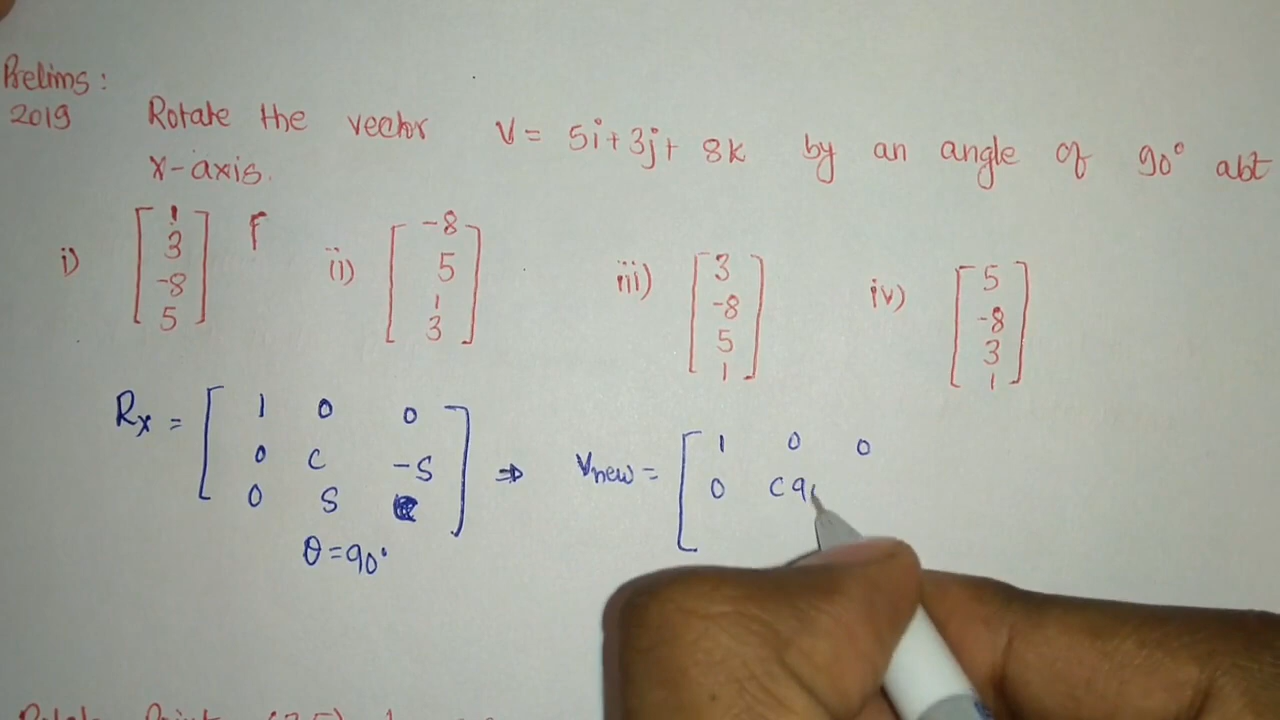 Prelims:
2019 Rotate the vector V = 5i+3j+ 8k by an angle of 90° abt
x-axis.
i) [1 3 -8 5] ii) [-8 5 1 3] iii) [3 -8 5 1] iv) [5 -8 3 1]
Rx = [1 0 0
0 C -S
0 S C] ⇒ Vnew = [1 0 0
0 C 9
θ = 90°